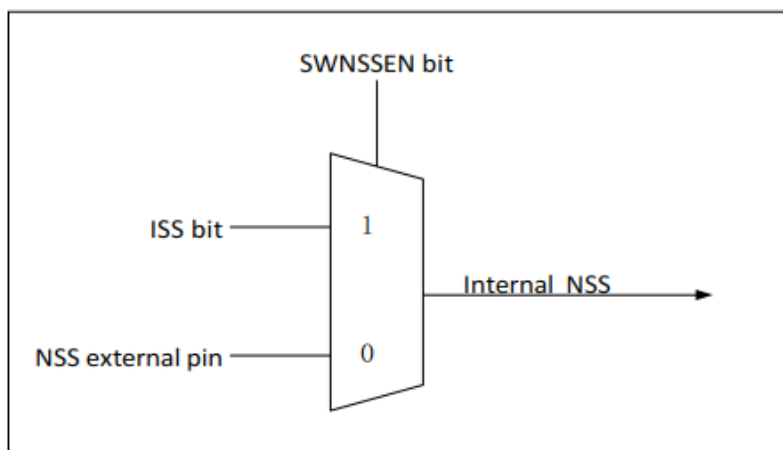 SWNSSEN bit
ISS bit
1
Internal NSS
NSS external pin
0